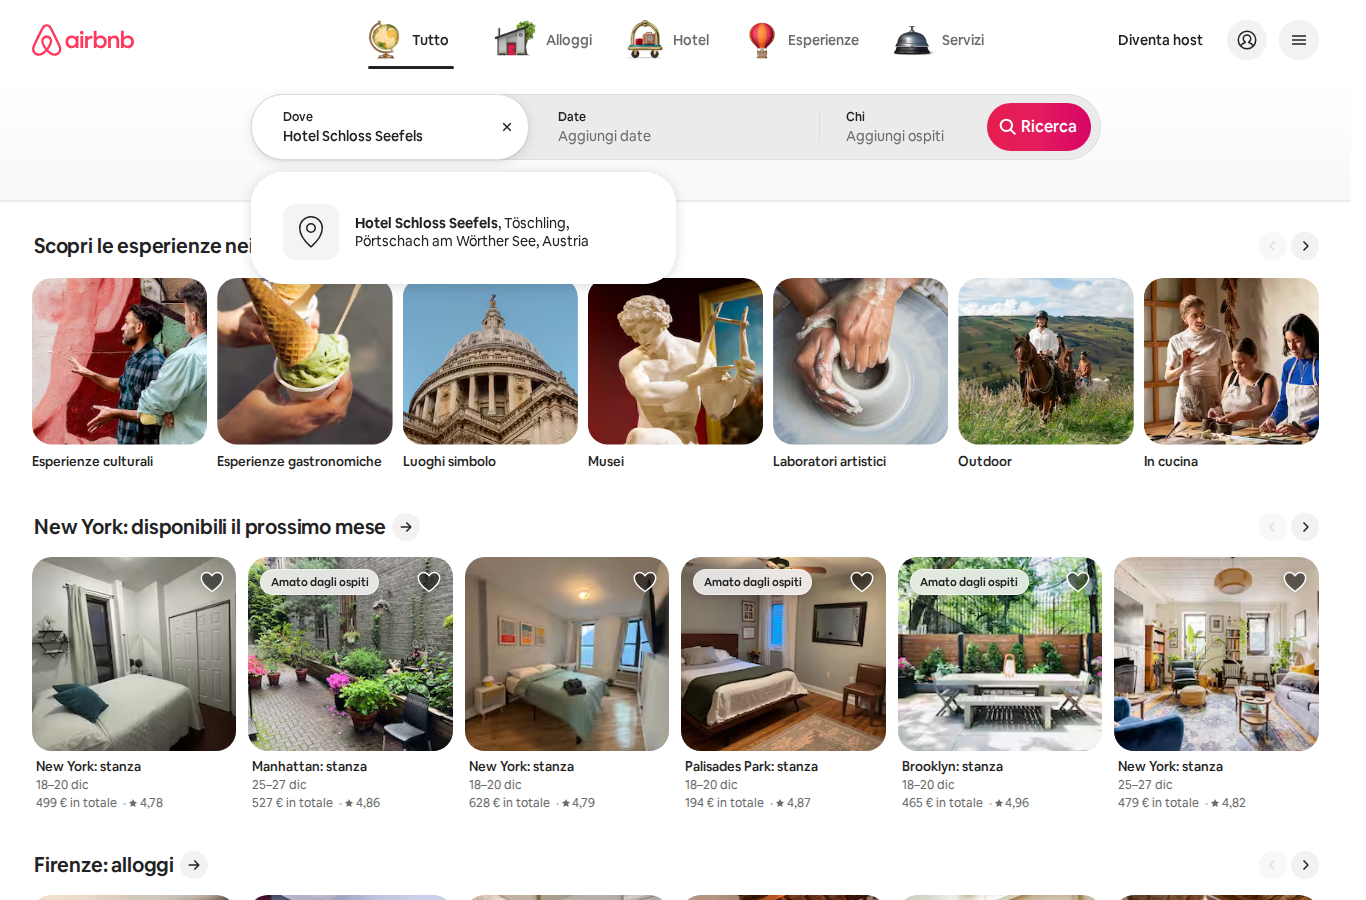 airbnb
Tutto
Alloggi
Hotel
Esperienze
Servizi
Diventa host
Dove
Hotel Schloss Seefels
Date
Aggiungi date
Chi
Aggiungi ospiti
Ricerca
Hotel Schloss Seefels, Töschling,
Pörtschach am Wörther See, Austria
Scopri le esperienze nei
Esperienze culturali
Esperienze gastronomiche
Luoghi simbolo
Musei
Laboratori artistici
Outdoor
In cucina
New York: disponibili il prossimo mese
Amato dagli ospiti
Amato dagli ospiti
Amato dagli ospiti
New York: stanza
18–20 dic
499 € in totale · ★ 4,78
Manhattan: stanza
25–27 dic
527 € in totale · ★ 4,86
New York: stanza
18–20 dic
628 € in totale · ★ 4,79
Palisades Park: stanza
18–20 dic
194 € in totale · ★ 4,87
Brooklyn: stanza
18–20 dic
465 € in totale · ★ 4,96
New York: stanza
25–27 dic
479 € in totale · ★ 4,82
Firenze: alloggi